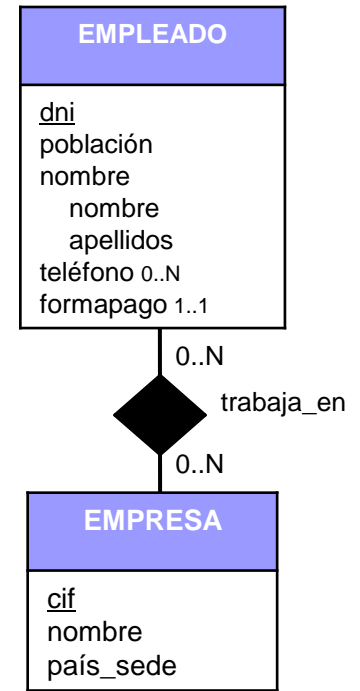 EMPLEADO
dni
población
nombre
nombre
apellidos
teléfono 0..N
formapago 1..1
0..N
trabaja_en
0..N
EMPRESA
cif
nombre
país_sede